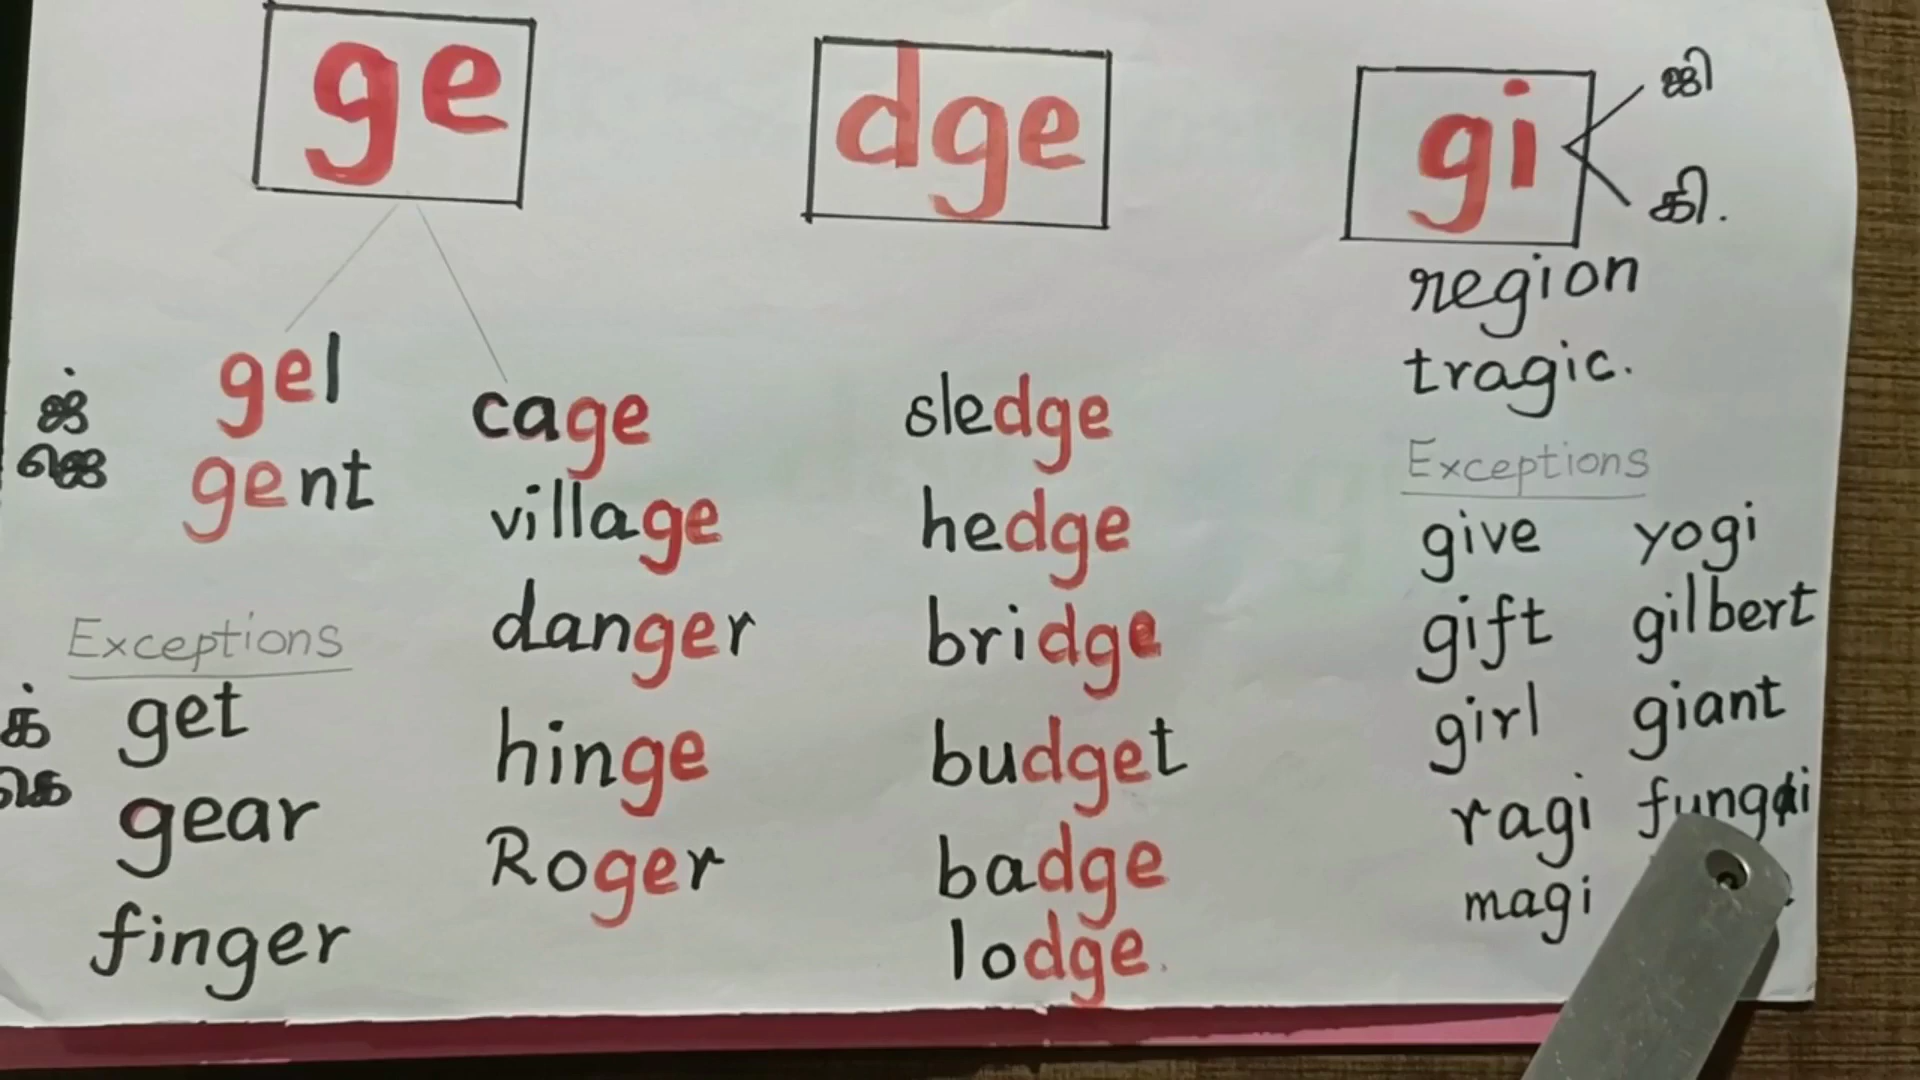 ge
gel
gent
ஜ்
ஜெ
cage
village
danger
hinge
Roger
Exceptions
get
gear
finger
க்
கெ
dge
sledge
hedge
bridge
budget
badge
lodge.
gi
ஜி
கி.
region
tragic.
Exceptions
give yogi
gift gilbert
girl giant
ragi
magi